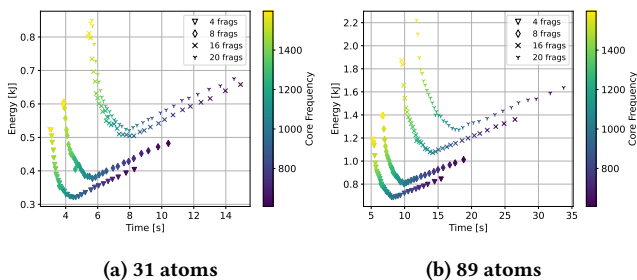 4 frags
8 frags
16 frags
20 frags
0.8
0.7
0.6
0.5
0.4
0.3
Energy [kJ]
4 6 8 10 12 14
Time [s]
1400
1200
1000
800
Core Frequency
(a) 31 atoms
4 frags
8 frags
16 frags
20 frags
2.2
2.0
1.8
1.6
1.4
1.2
1.0
0.8
Energy [kJ]
5 10 15 20 25 30 35
Time [s]
1400
1200
1000
800
Core Frequency
(b) 89 atoms